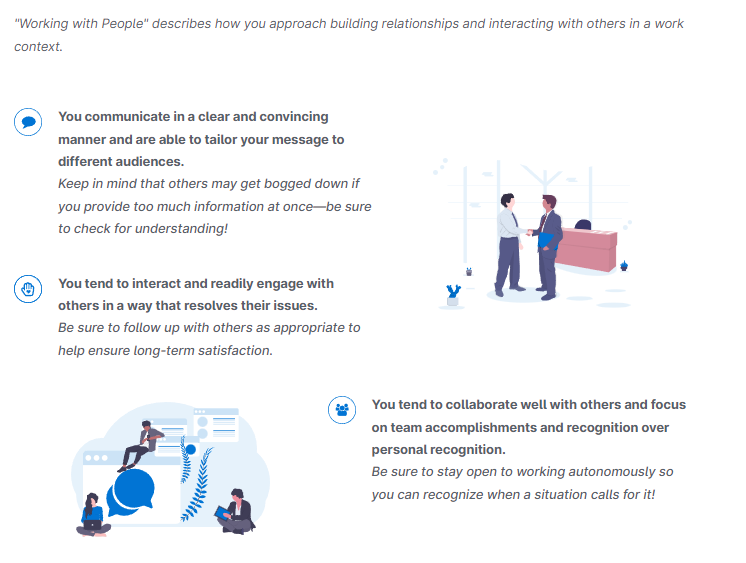 "Working with People" describes how you approach building relationships and interacting with others in a work
context.
You communicate in a clear and convincing
manner and are able to tailor your message to
different audiences.
Keep in mind that others may get bogged down if
you provide too much information at once—be sure
to check for understanding!
You tend to interact and readily engage with
others in a way that resolves their issues.
Be sure to follow up with others as appropriate to
help ensure long-term satisfaction.
You tend to collaborate well with others and focus
on team accomplishments and recognition over
personal recognition.
Be sure to stay open to working autonomously so
you can recognize when a situation calls for it!